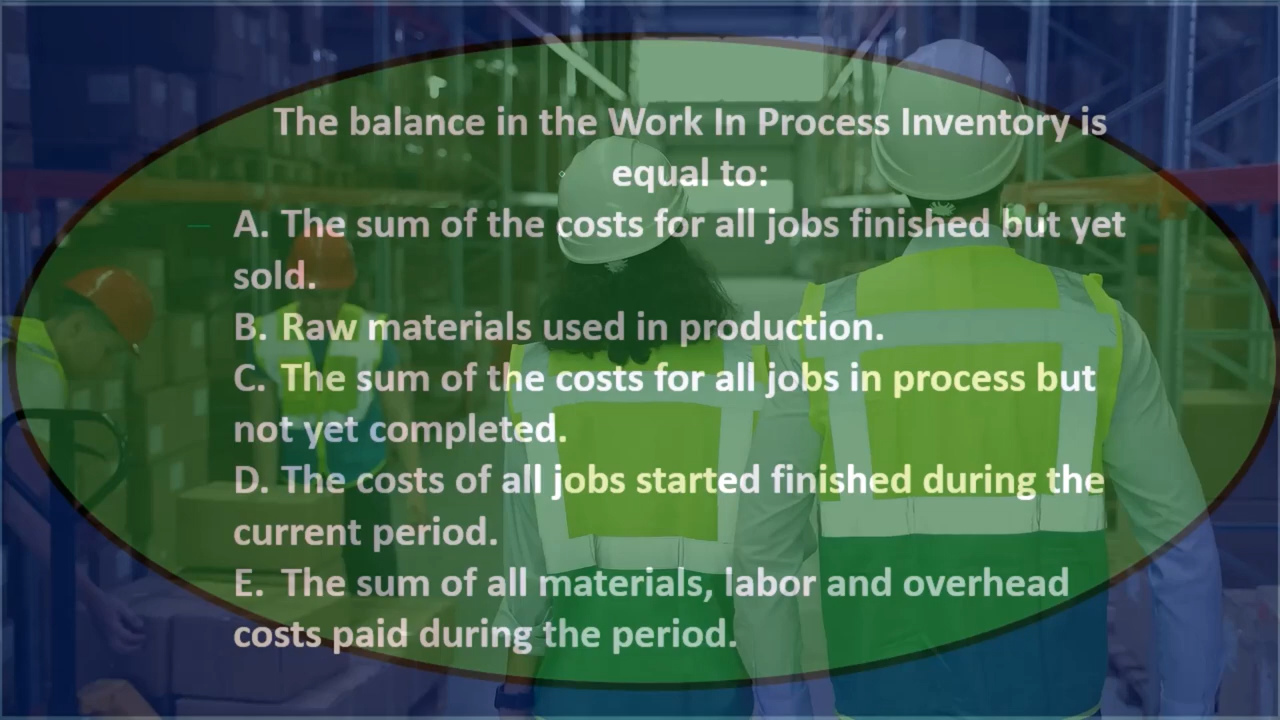 The balance in the Work In Process Inventory is
equal to:
A. The sum of the costs for all jobs finished but yet
sold.
B. Raw materials used in production.
C. The sum of the costs for all jobs in process but
not yet completed.
D. The costs of all jobs started finished during the
current period.
E. The sum of all materials, labor and overhead
costs paid during the period.